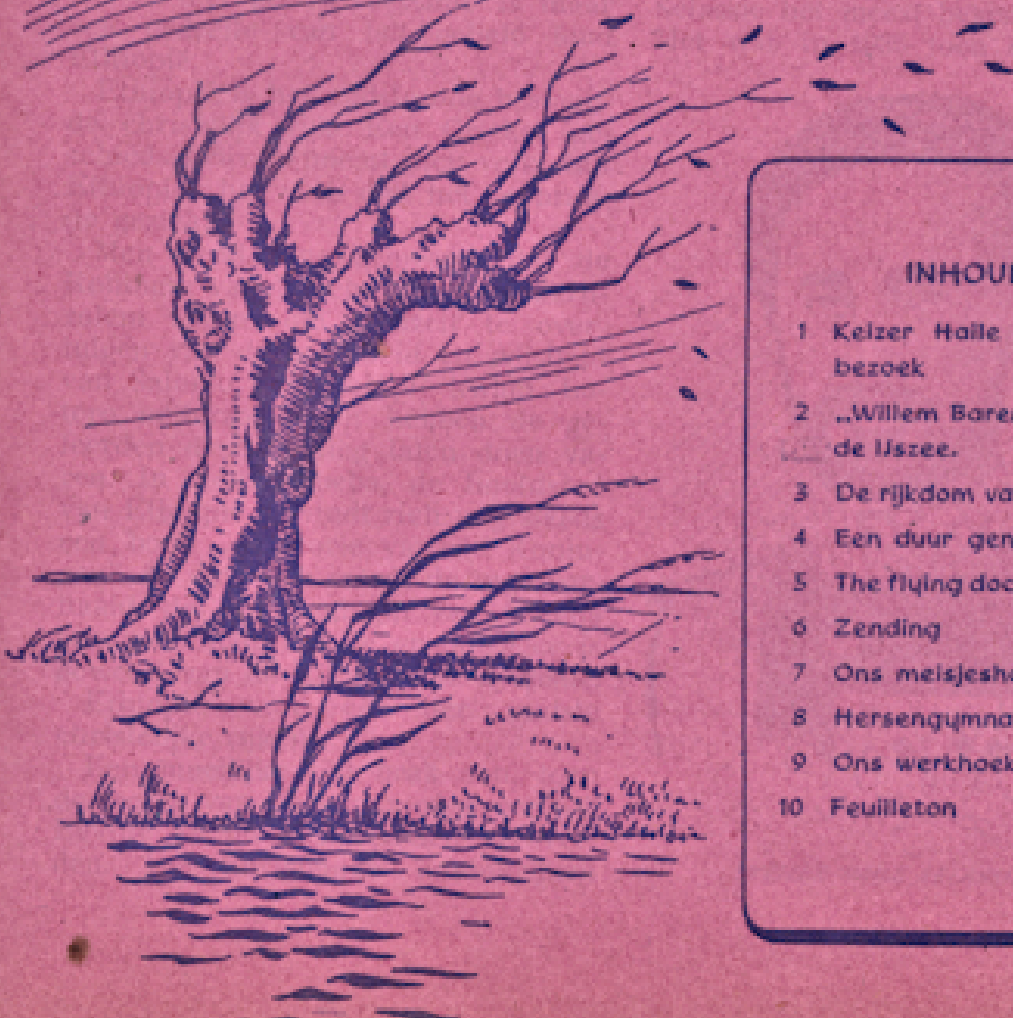 INHOU
1 Keizer Haile
bezoek
2 „Willem Bare
de IJszee.
3 De rijkdom va
4 Een duur gen
5 The flying doc
6 Zending
7 Ons meisjesho
8 Hersengymna
9 Ons werkhoek
10 Feuilleton